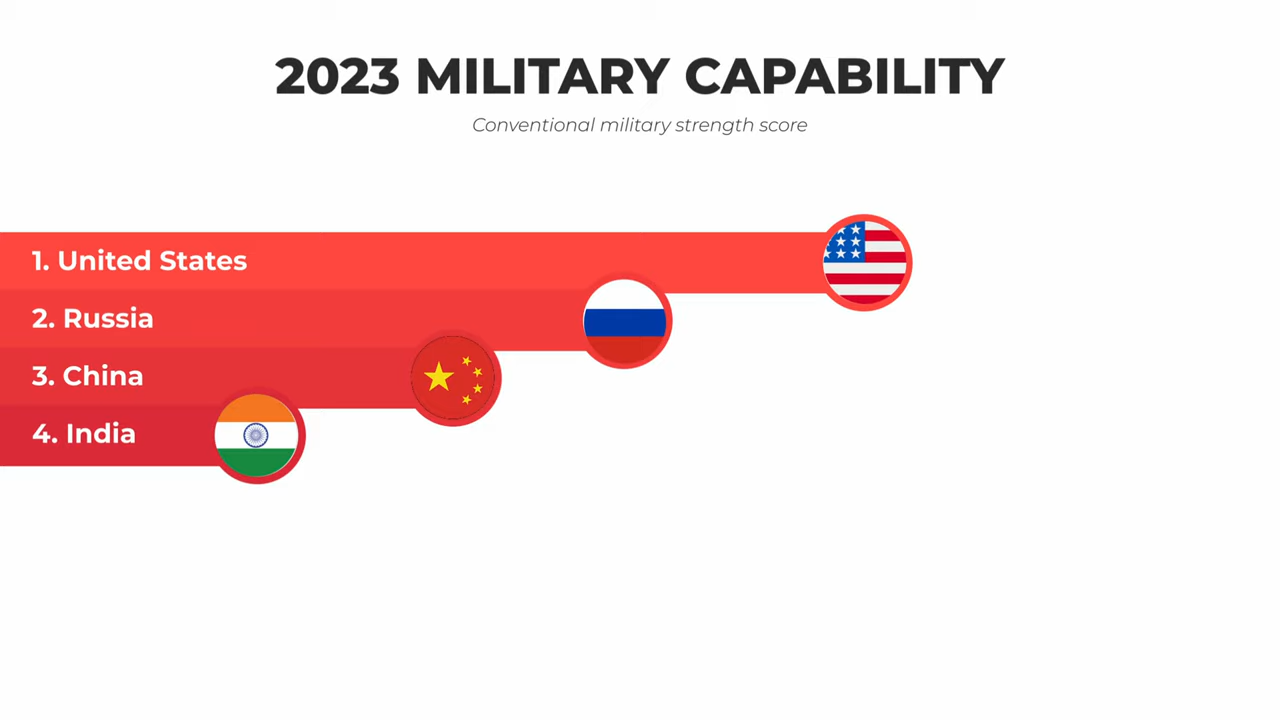 2023 MILITARY CAPABILITY
Conventional military strength score
1. United States
2. Russia
3. China
4. India